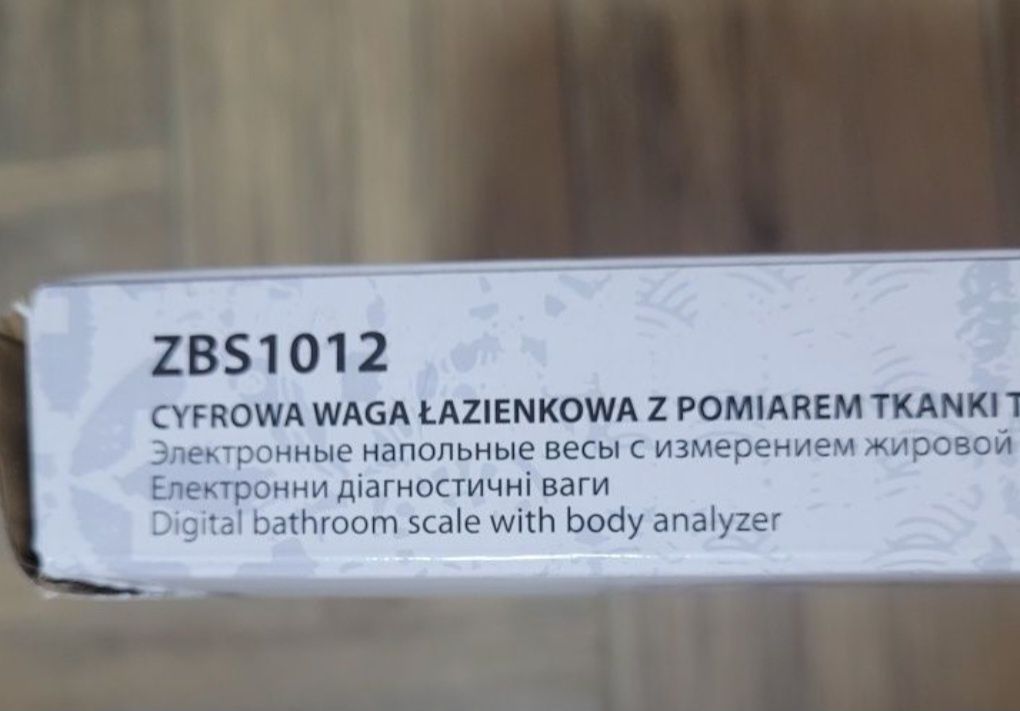 ZBS1012
CYFROWA WAGA ŁAZIENKOWA Z POMIAREM TKANKI T
Электронные напольные весы с измерением жировой
Електронни діагностичні ваги
Digital bathroom scale with body analyzer